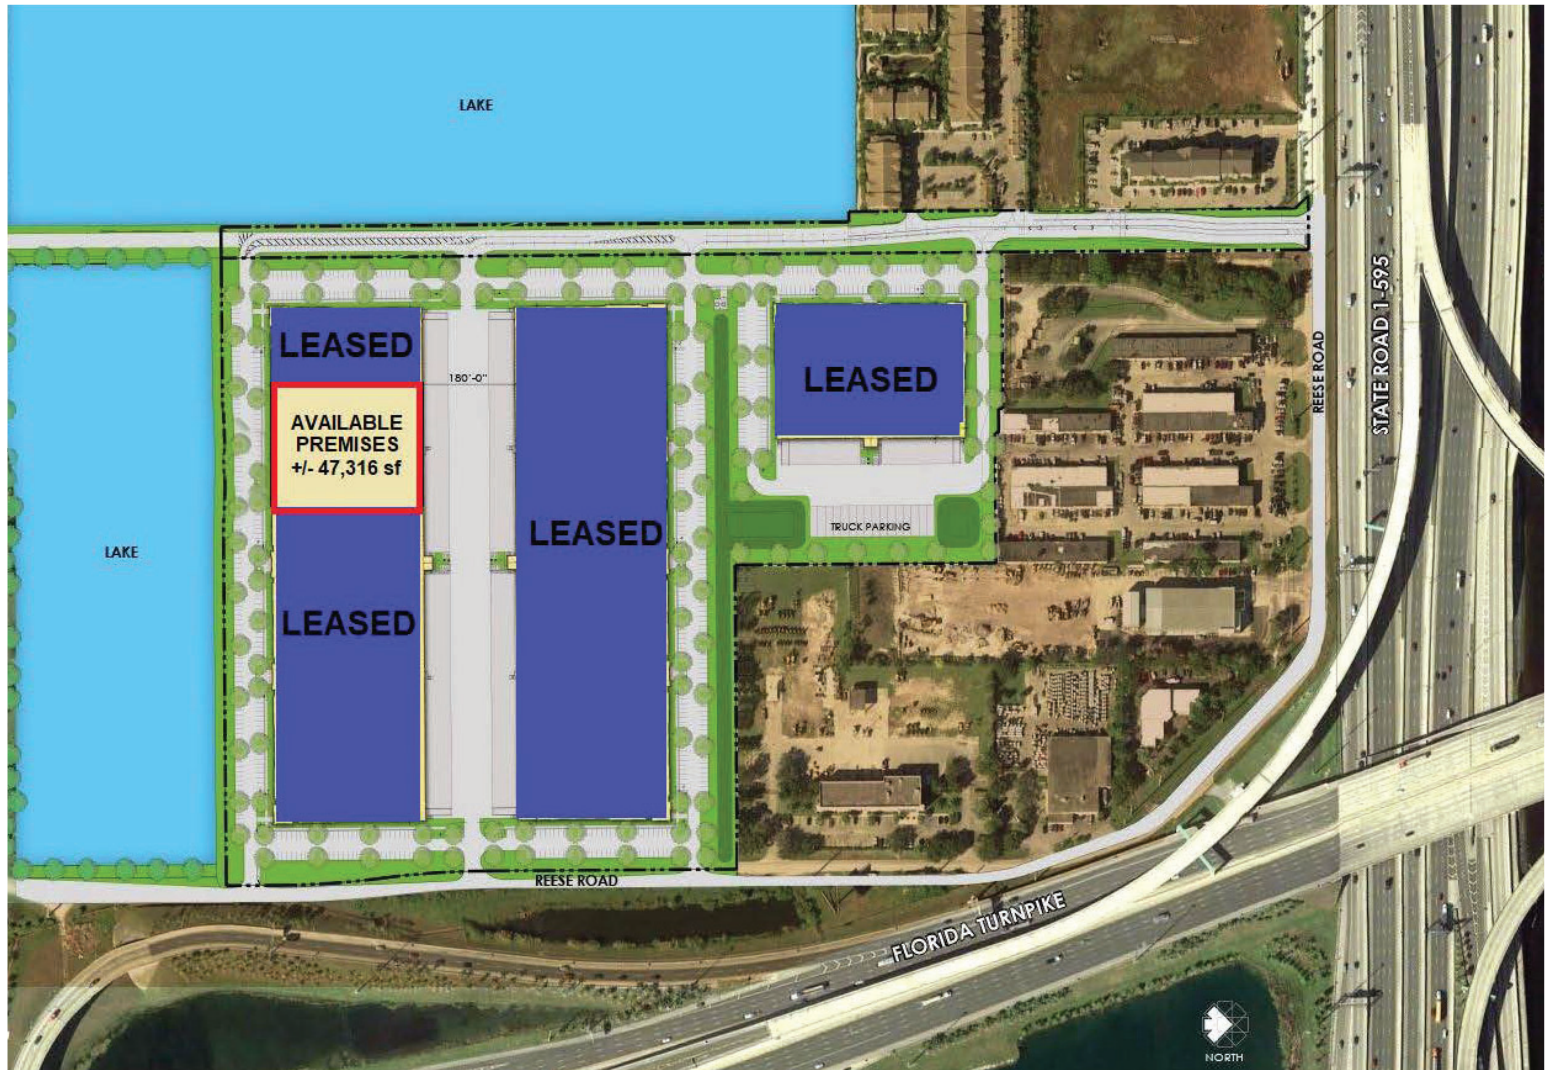 LAKE
LEASED
180'-0"
LEASED
AVAILABLE
PREMISES
+/- 47,316 sf
REESE ROAD
STATE ROAD 1-595
LEASED
TRUCK PARKING
LAKE
LEASED
REESE ROAD
FLORIDA TURNPIKE
NORTH